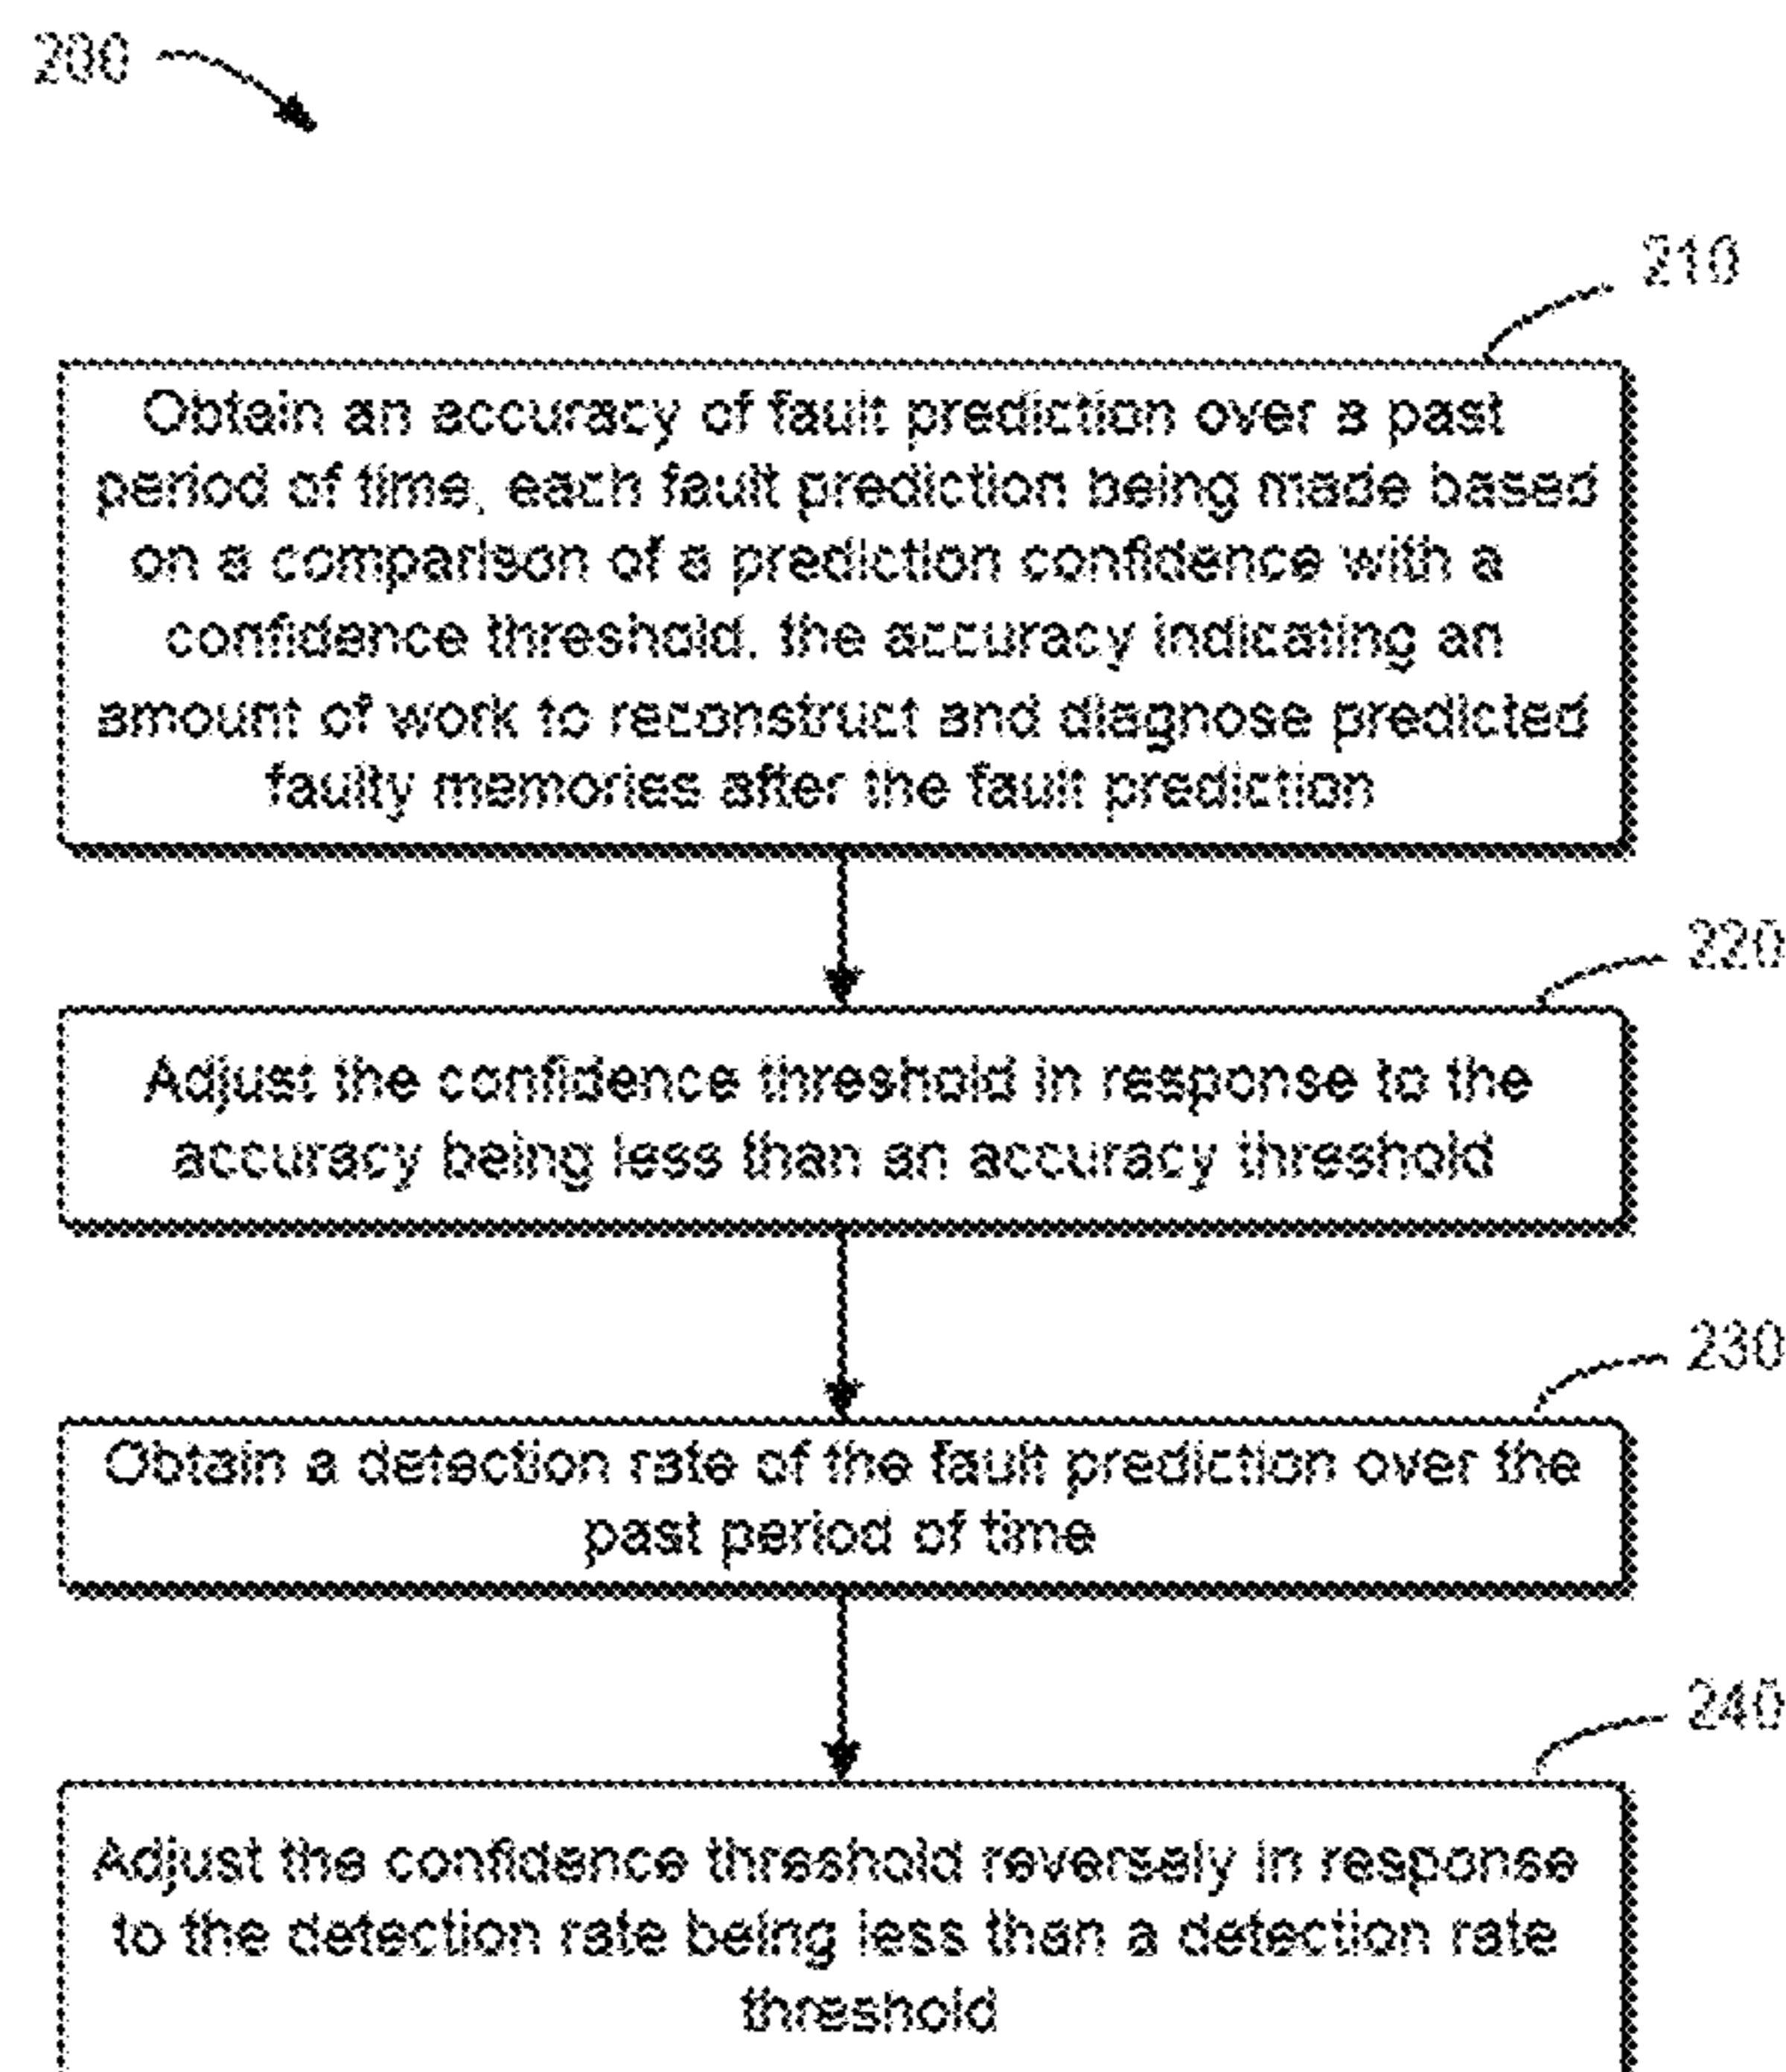 200
210
Obtain an accuracy of fault prediction over a past
period of time, each fault prediction being made based
on a comparison of a prediction confidence with a
confidence threshold, the accuracy indicating an
amount of work to reconstruct and diagnose predicted
faulty memories after the fault prediction
220
Adjust the confidence threshold in response to the
accuracy being less than an accuracy threshold
230
Obtain a detection rate of the fault prediction over the
past period of time
240
Adjust the confidence threshold reversely in response
to the detection rate being less than a detection rate
threshold